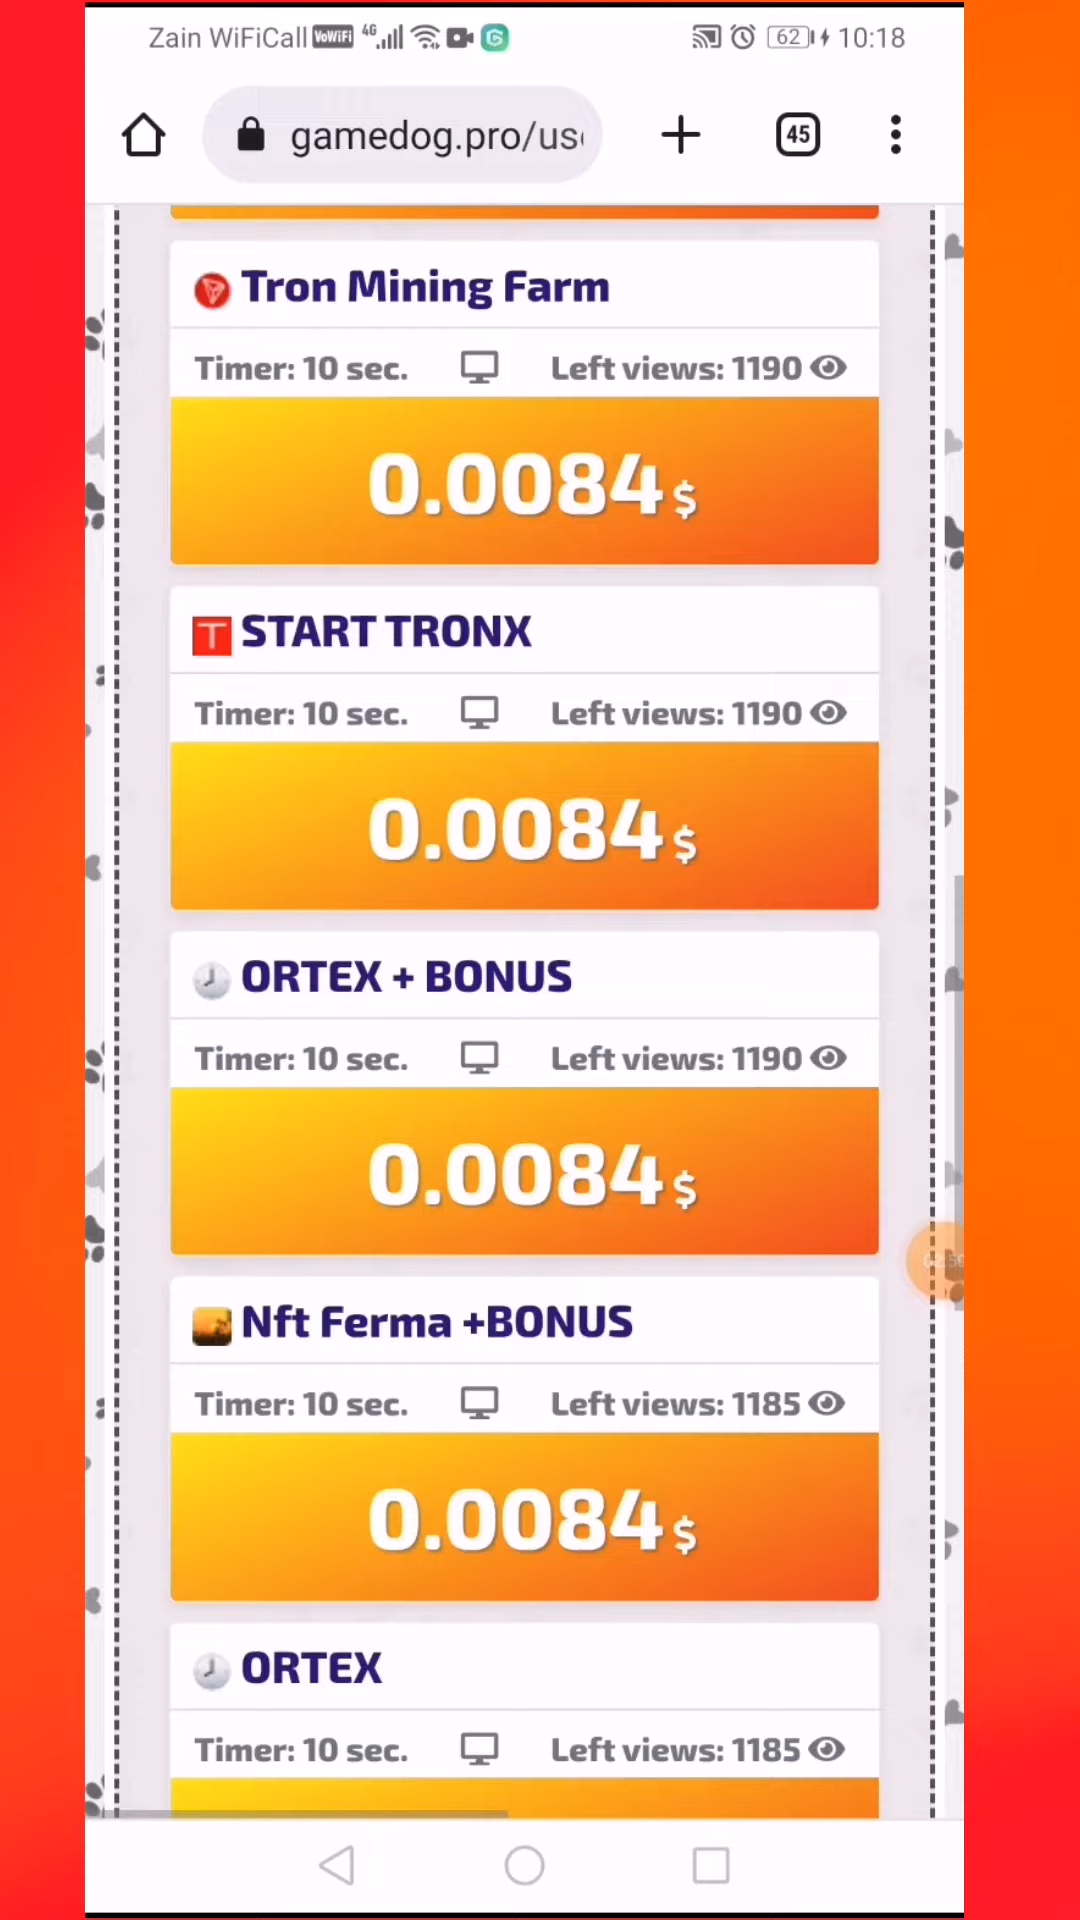 Zain WiFiCall VoWiFi 4G 62 10:18
gamedog.pro/us
45
Tron Mining Farm
Timer: 10 sec. Left views: 1190
0.0084$
START TRONX
Timer: 10 sec. Left views: 1190
0.0084$
ORTEX + BONUS
Timer: 10 sec. Left views: 1190
0.0084$
Nft Ferma +BONUS
Timer: 10 sec. Left views: 1185
0.0084$
ORTEX
Timer: 10 sec. Left views: 1185